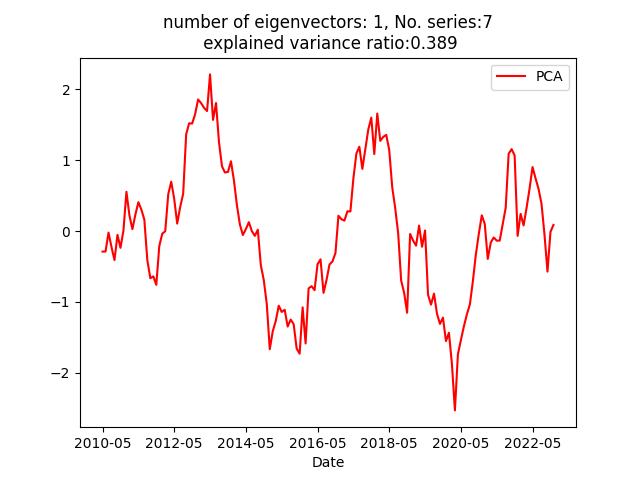 number of eigenvectors: 1, No. series:7
explained variance ratio:0.389
PCA
2
1
0
−1
−2
2010-05 2012-05 2014-05 2016-05 2018-05 2020-05 2022-05
Date